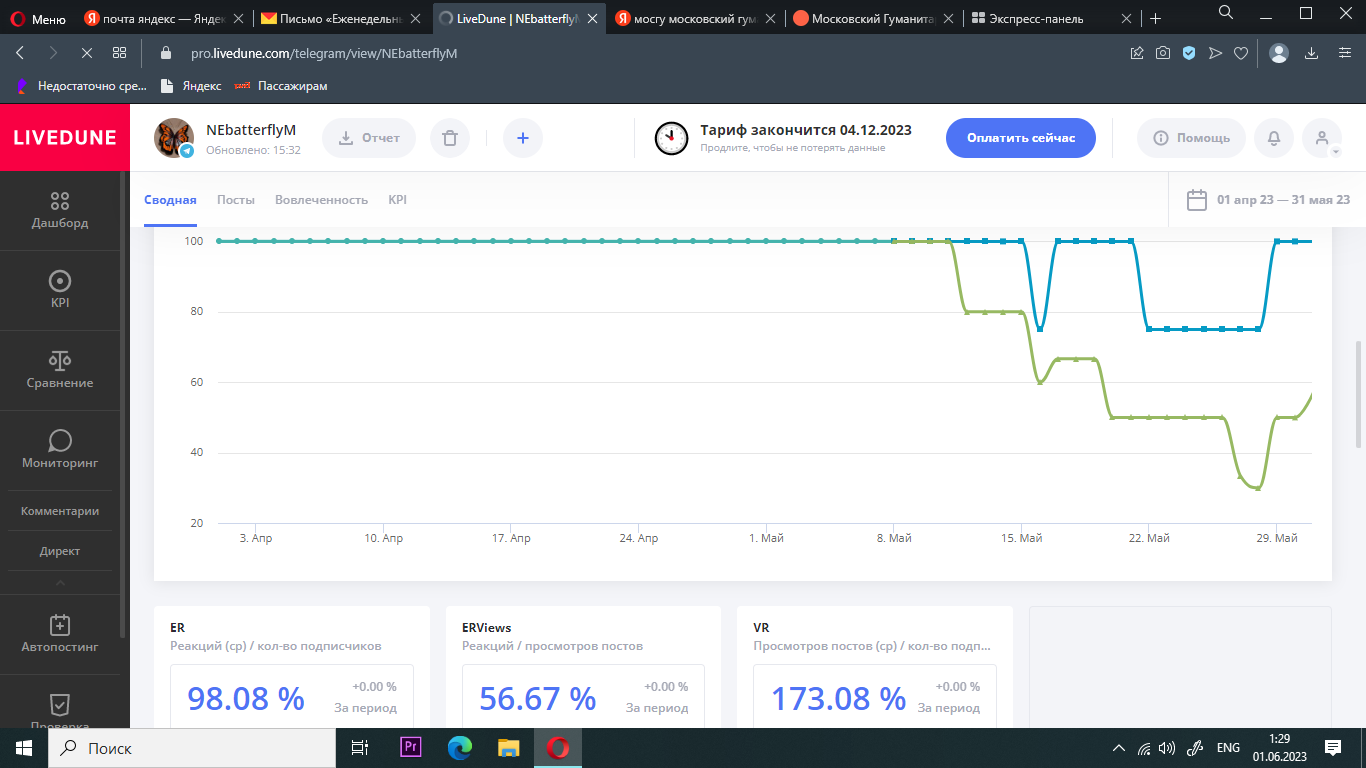 Меню
почта яндекс — Яндек
Письмо «Еженедельн
LiveDune | NEbatterflyM
мосгу московский гум
Московский Гуманита
Экспресс-панель
pro.livedune.com/telegram/view/NEbatterflyM
Недостаточно сре...
Яндекс
Пассажирам
LIVEDUNE
NEbatterflyM
Обновлено: 15:32
Отчет
Тариф закончится 04.12.2023
Продлите, чтобы не потерять данные
Оплатить сейчас
Помощь
Сводная
Посты
Вовлеченность
KPI
01 апр 23 — 31 мая 23
Дашборд
KPI
Сравнение
Мониторинг
Комментарии
Директ
Автопостинг
Проверка
100
80
60
40
20
3. Апр
10. Апр
17. Апр
24. Апр
1. Май
8. Май
15. Май
22. Май
29. Май
ER
Реакций (ср) / кол-во подписчиков
98.08 %
+0.00 %
За период
ERViews
Реакций / просмотров постов
56.67 %
+0.00 %
За период
VR
Просмотров постов (ср) / кол-во подп...
173.08 %
+0.00 %
За период
Поиск
Pr
ENG
1:29
01.06.2023